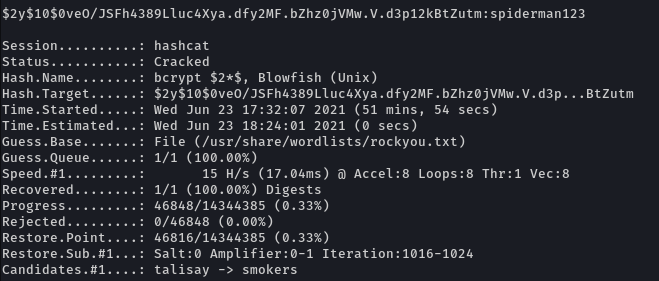 $2y$10$0veO/JSFh4389Lluc4Xya.dfy2MF.bZhz0jVMw.V.d3p12kBtZutm:spiderman123
Session..........: hashcat
Status...........: Cracked
Hash.Name........: bcrypt $2*$, Blowfish (Unix)
Hash.Target......: $2y$10$0veO/JSFh4389Lluc4Xya.dfy2MF.bZhz0jVMw.V.d3p...BtZutm
Time.Started.....: Wed Jun 23 17:32:07 2021 (51 mins, 54 secs)
Time.Estimated...: Wed Jun 23 18:24:01 2021 (0 secs)
Guess.Base.......: File (/usr/share/wordlists/rockyou.txt)
Guess.Queue......: 1/1 (100.00%)
Speed.#1.........:       15 H/s (17.04ms) @ Accel:8 Loops:8 Thr:1 Vec:8
Recovered........: 1/1 (100.00%) Digests
Progress.........: 46848/14344385 (0.33%)
Rejected.........: 0/46848 (0.00%)
Restore.Point....: 46816/14344385 (0.33%)
Restore.Sub.#1...: Salt:0 Amplifier:0-1 Iteration:1016-1024
Candidates.#1....: talisay -> smokers